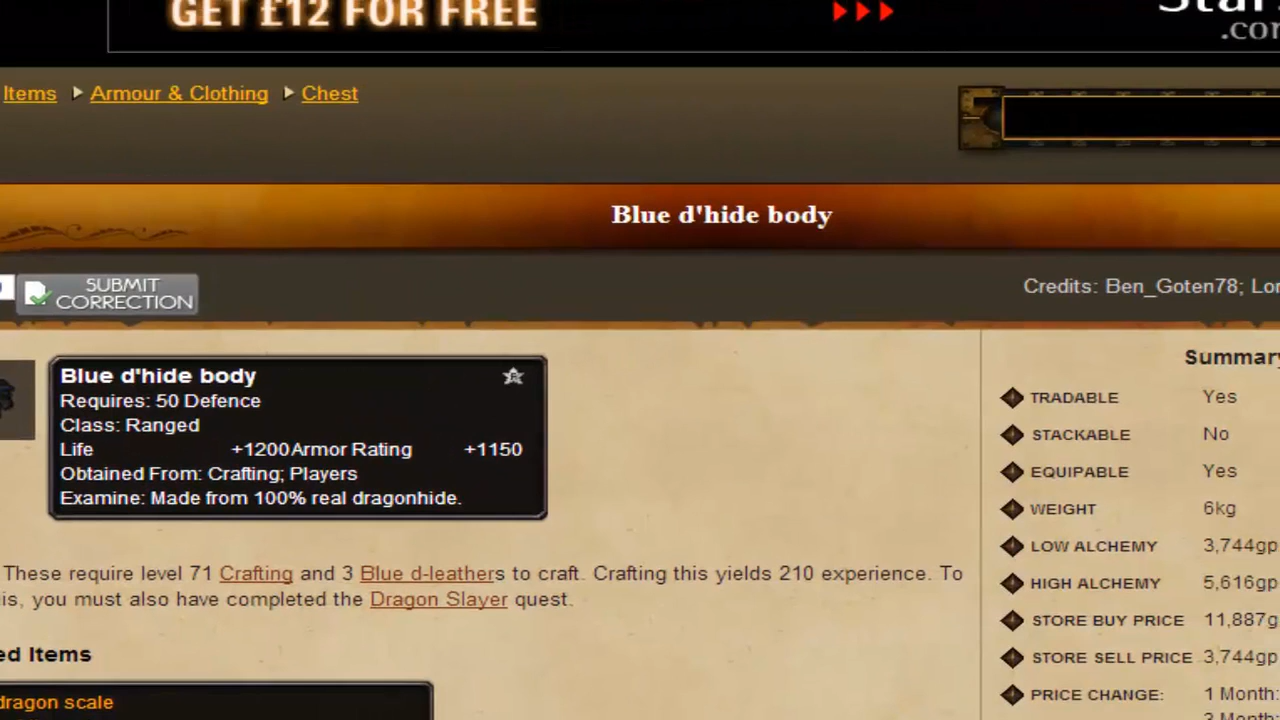 GET £12 FOR FREE
.com
Items Armour & Clothing Chest
Blue d'hide body
SUBMIT
CORRECTION
Credits: Ben_Goten78;
Blue d'hide body
Requires: 50 Defence
Class: Ranged
Life +1200Armor Rating +1150
Obtained From: Crafting; Players
Examine: Made from 100% real dragonhide.
Summary
TRADABLE Yes
STACKABLE No
EQUIPABLE Yes
WEIGHT 6kg
LOW ALCHEMY 3,744gp
HIGH ALCHEMY 5,616gp
STORE BUY PRICE 11,887g
STORE SELL PRICE 3,744gp
PRICE CHANGE: 1 Month:
These require level 71 Crafting and 3 Blue d-leathers to craft. Crafting this yields 210 experience. To
is, you must also have completed the Dragon Slayer quest.
ed Items
dragon scale